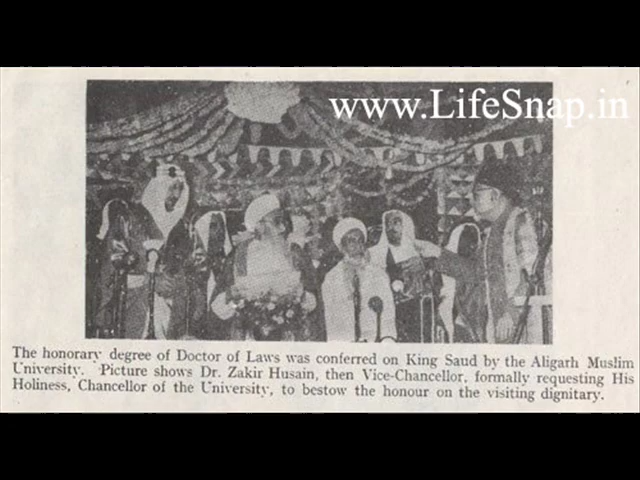 www.LifeSnap.in
The honorary degree of Doctor of Laws was conferred on King Saud by the Aligarh Muslim
University. Picture shows Dr. Zakir Husain, then Vice-Chancellor, formally requesting His
Holiness, Chancellor of the University, to bestow the honour on the visiting dignitary.